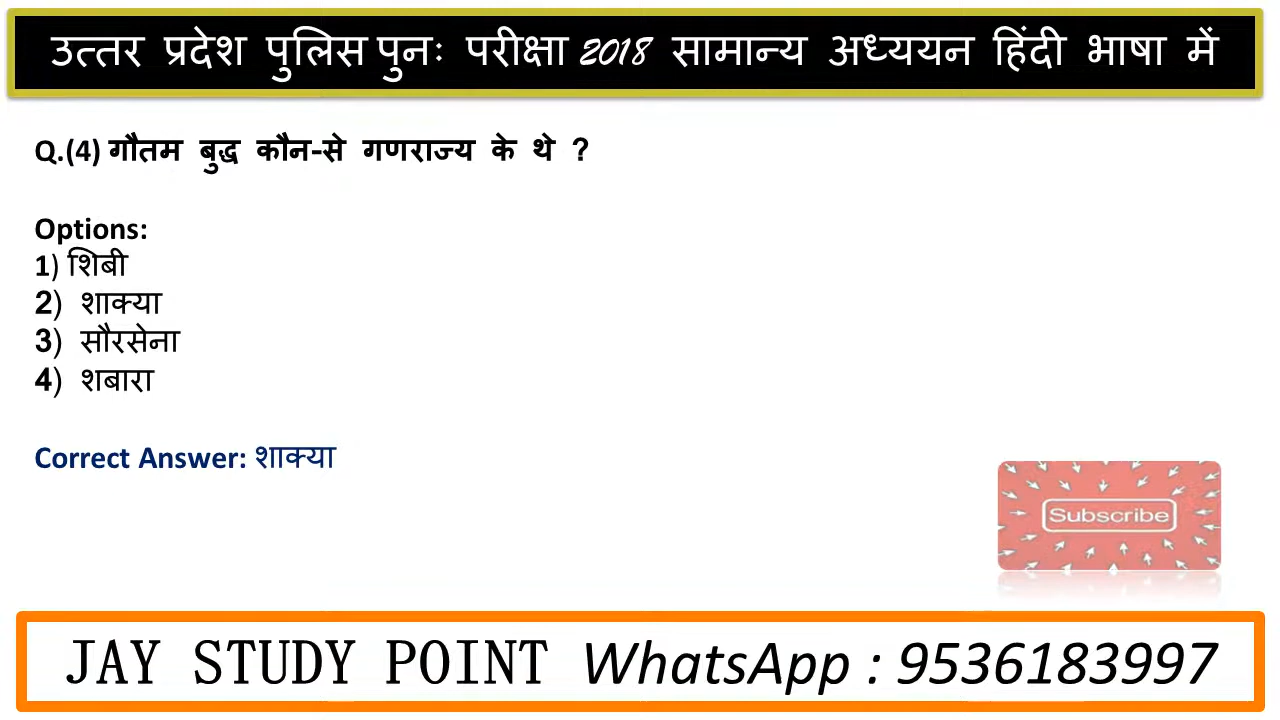 उत्तर प्रदेश पुलिस पुनः परीक्षा 2018 सामान्य अध्ययन हिंदी भाषा में
Q.(4) गौतम बुद्ध कौन-से गणराज्य के थे ?
Options:
1) शिबी
2) शाक्या
3) सौरसेना
4) शबारा
Correct Answer: शाक्या
Subscribe
JAY STUDY POINT WhatsApp : 9536183997